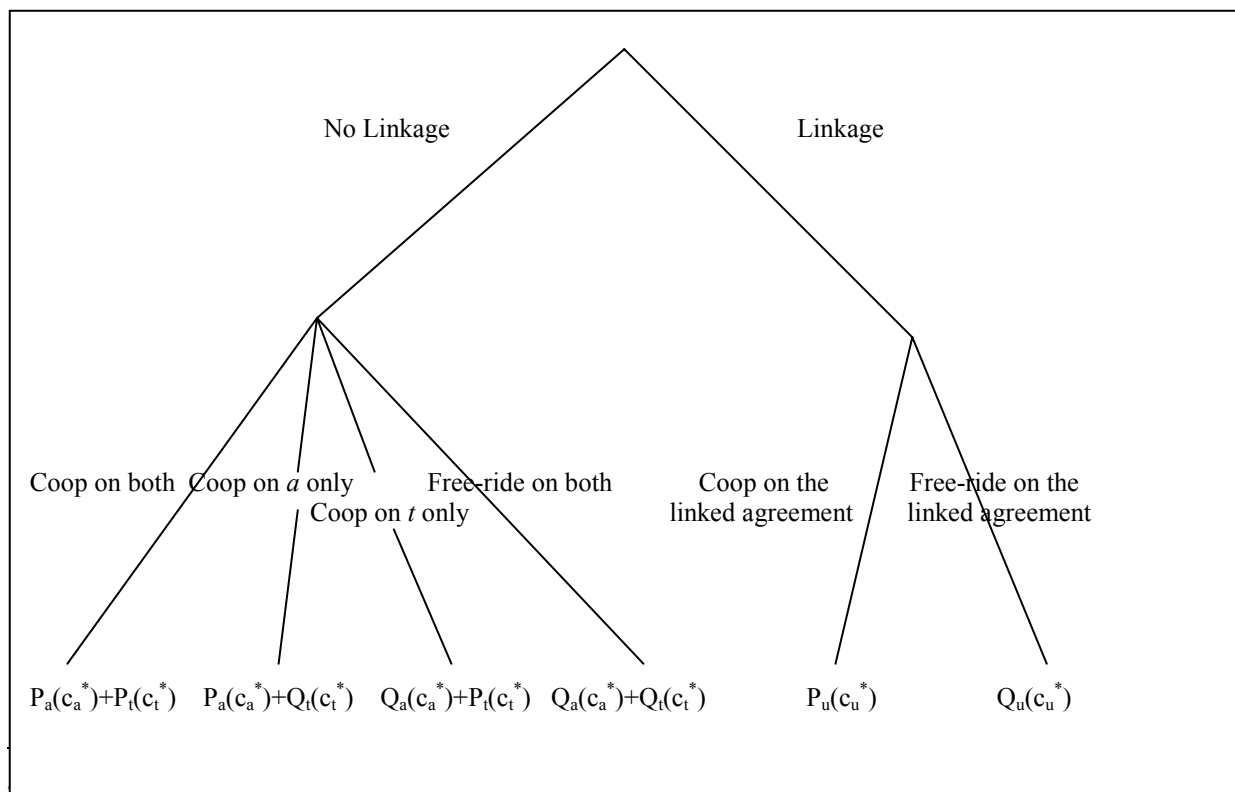 No Linkage
Linkage
Coop on both
Coop on a only
Coop on t only
Free-ride on both
Coop on the
linked agreement
Free-ride on the
linked agreement
Pₐ(cₐ*)+Pₜ(cₜ*)
Pₐ(cₐ*)+Qₜ(cₜ*)
Qₐ(cₐ*)+Pₜ(cₜ*)
Qₐ(cₐ*)+Qₜ(cₜ*)
Pᵤ(cᵤ*)
Qᵤ(cᵤ*)